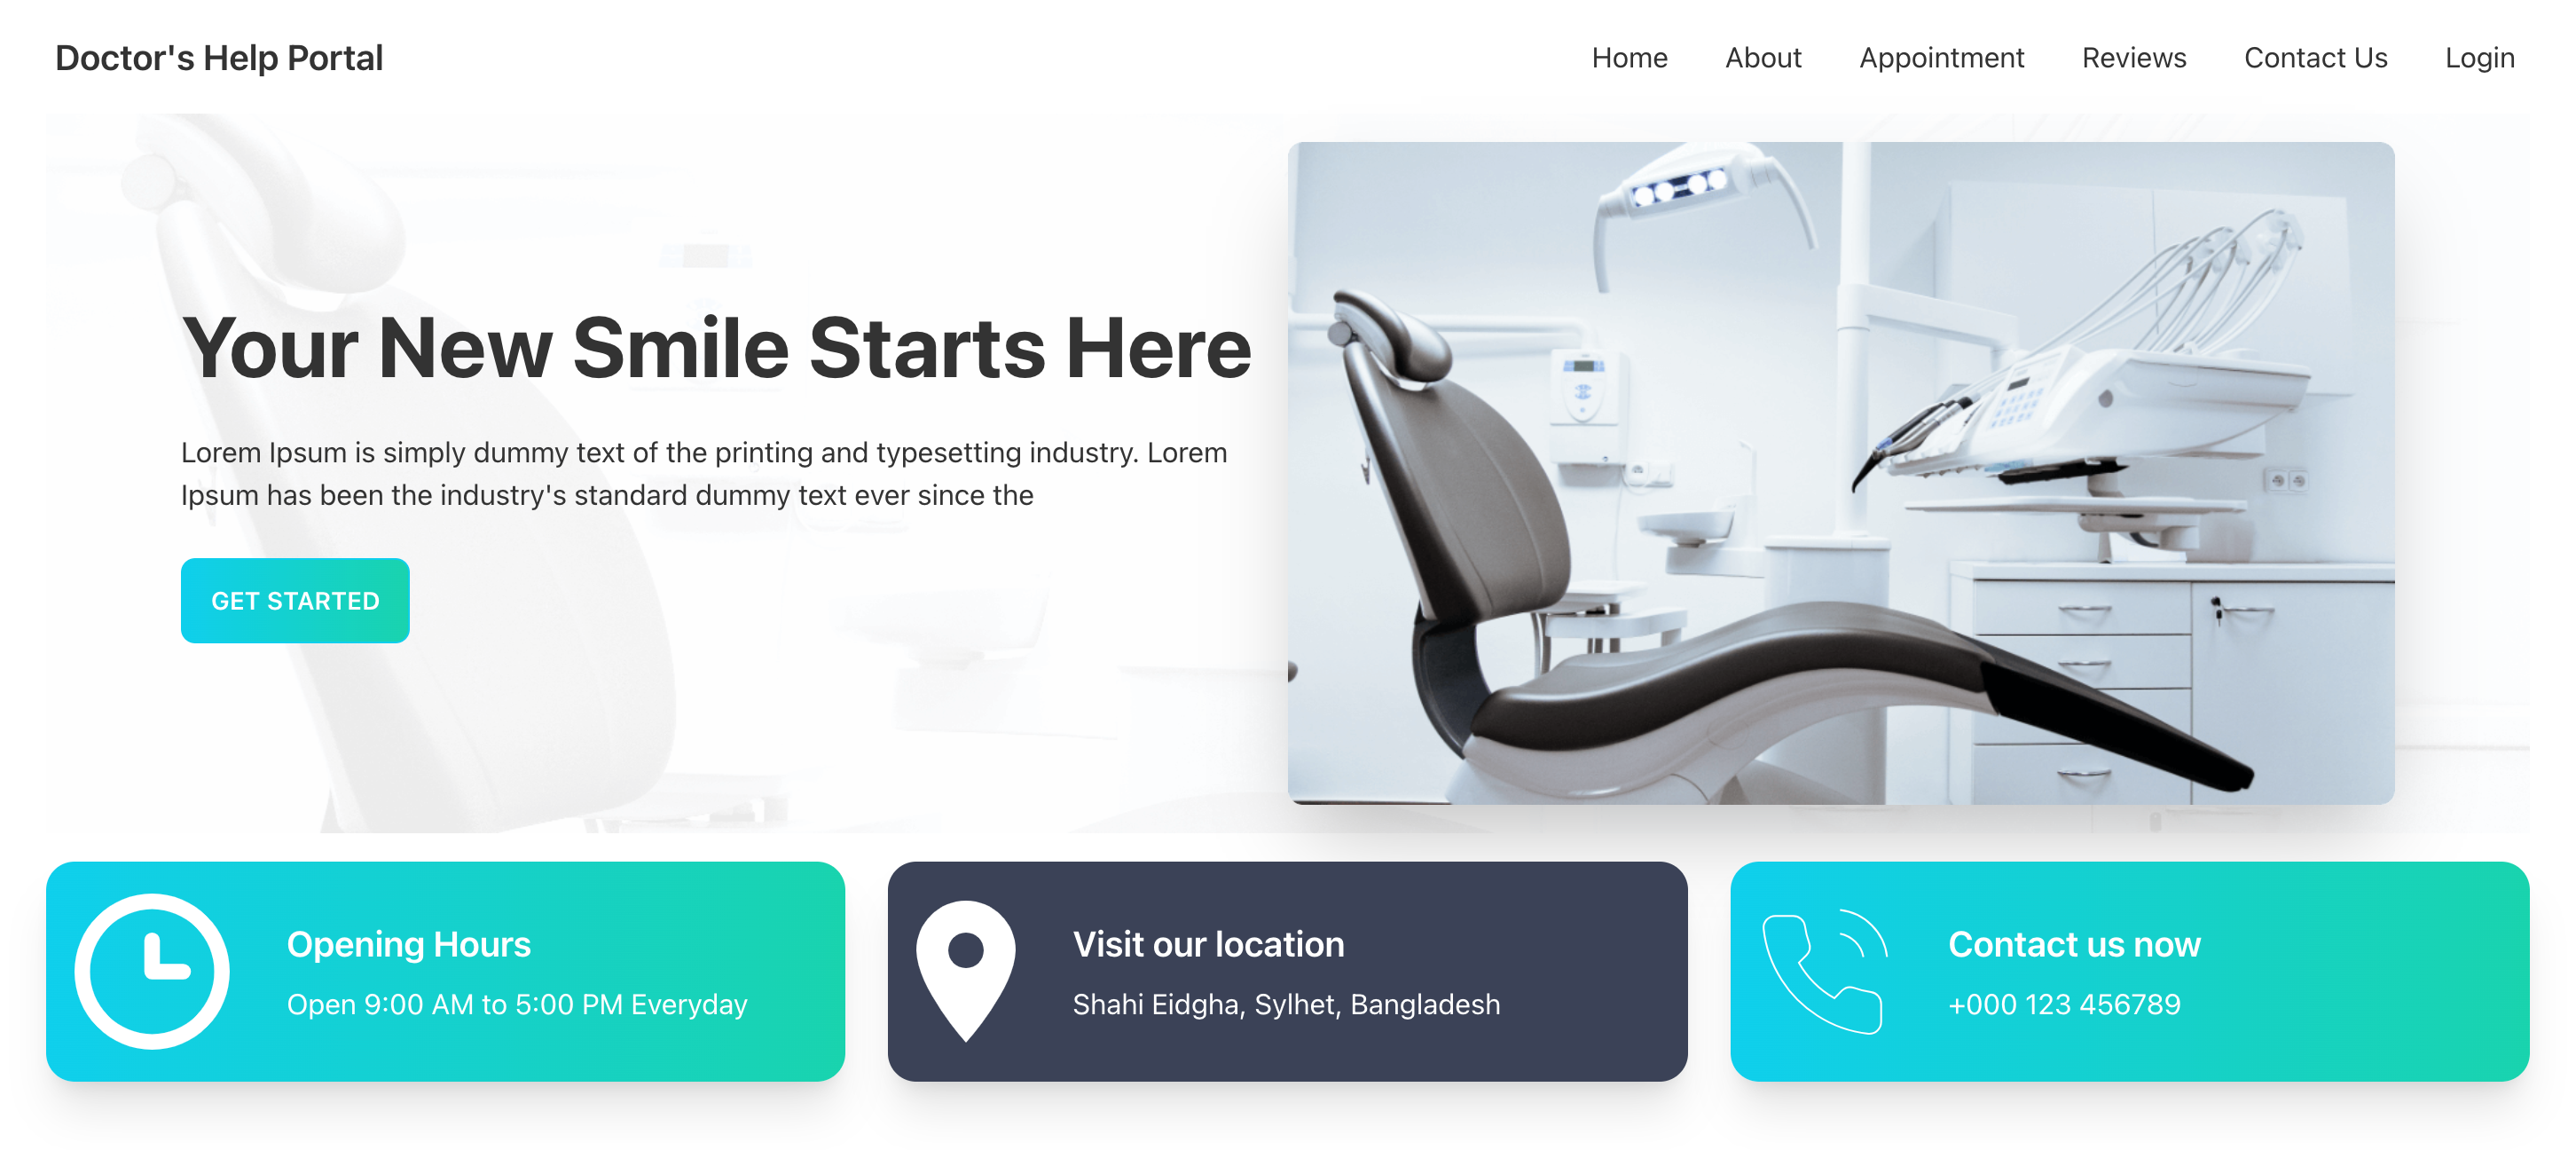 Doctor's Help Portal
Home About Appointment Reviews Contact Us Login
Your New Smile Starts Here
Lorem Ipsum is simply dummy text of the printing and typesetting industry. Lorem
Ipsum has been the industry's standard dummy text ever since the
GET STARTED
Opening Hours
Open 9:00 AM to 5:00 PM Everyday
Visit our location
Shahi Eidgha, Sylhet, Bangladesh
Contact us now
+000 123 456789